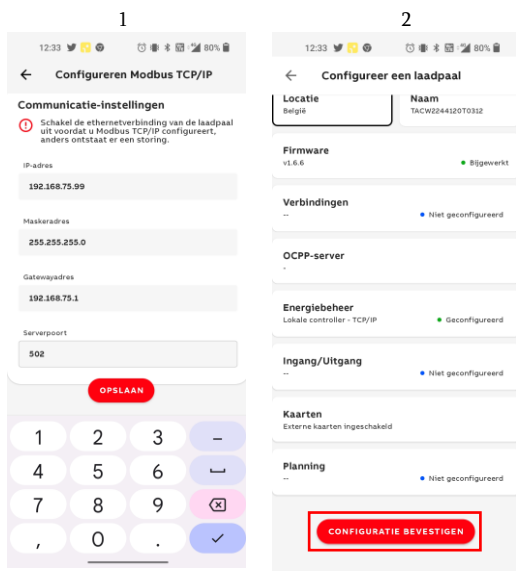 1
12:33 80%
Configureren Modbus TCP/IP
Communicatie-instellingen
Schakel de ethernetverbinding van de laadpaal
uit voordat u Modbus TCP/IP configureert,
anders ontstaat er een storing.
IP-adres
192.168.75.99
Maskeradres
255.255.255.0
Gatewayadres
192.168.75.1
Serverpoort
502
OPSLAAN
1 2 3 –
4 5 6
7 8 9
, 0 .
2
12:33 80%
Configureer een laadpaal
Locatie
België
Naam
TACW2244120T0312
Firmware
v1.6.6
Bijgewerkt
Verbindingen
--
Niet geconfigureerd
OCPP-server
-
Energiebeheer
Lokale controller - TCP/IP
Geconfigureerd
Ingang/Uitgang
--
Niet geconfigureerd
Kaarten
Externe kaarten ingeschakeld
Planning
--
Niet geconfigureerd
CONFIGURATIE BEVESTIGEN